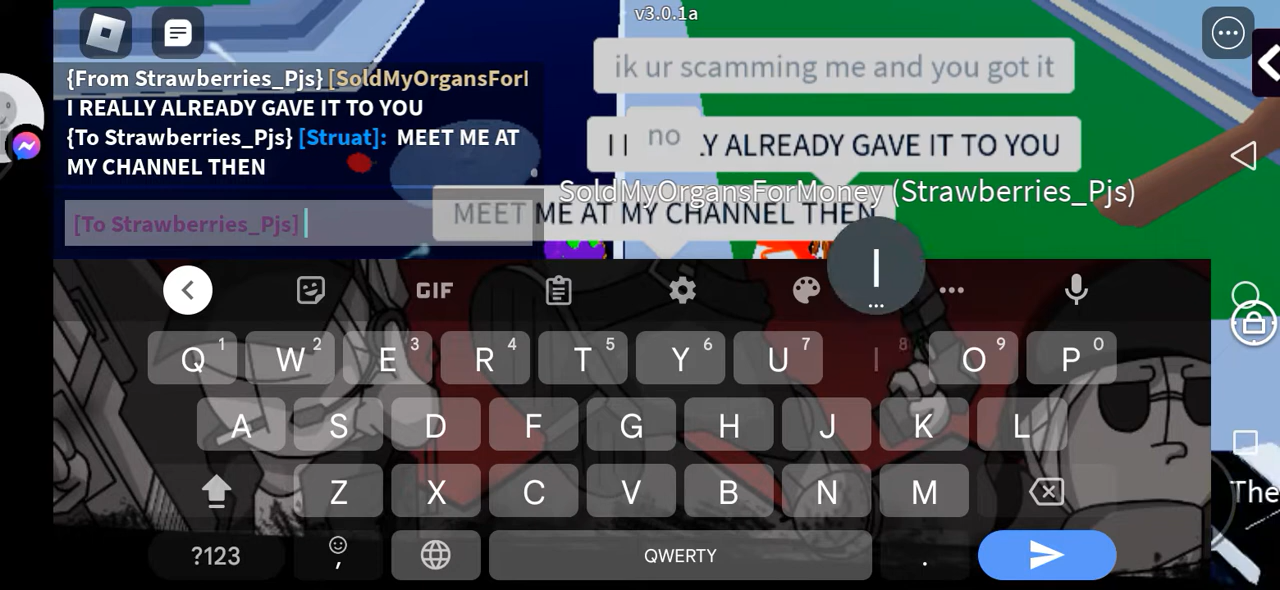 v3.0.1a
{From Strawberries_Pjs} [SoldMyOrgansForI
I REALLY ALREADY GAVE IT TO YOU
{To Strawberries_Pjs} [Struat]: MEET ME AT
MY CHANNEL THEN
[To Strawberries_Pjs]
ik ur scamming me and you got it
no
I LY ALREADY GAVE IT TO YOU
SoldMyOrgansForMoney (Strawberries_Pjs)
MEET ME AT MY CHANNEL THEN
The
GIF
I
...
Q 1 W 2 E 3 R 4 T 5 Y 6 U 7 I 8 O 9 P 0
A S D F G H J K L
Z X C V B N M
?123 , QWERTY .